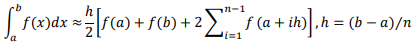 ∫_a^b f(x)dx ≈ h/2 [f(a) + f(b) + 2 ∑_{i=1}^{n−1} f (a + ih)] , h = (b − a)/n